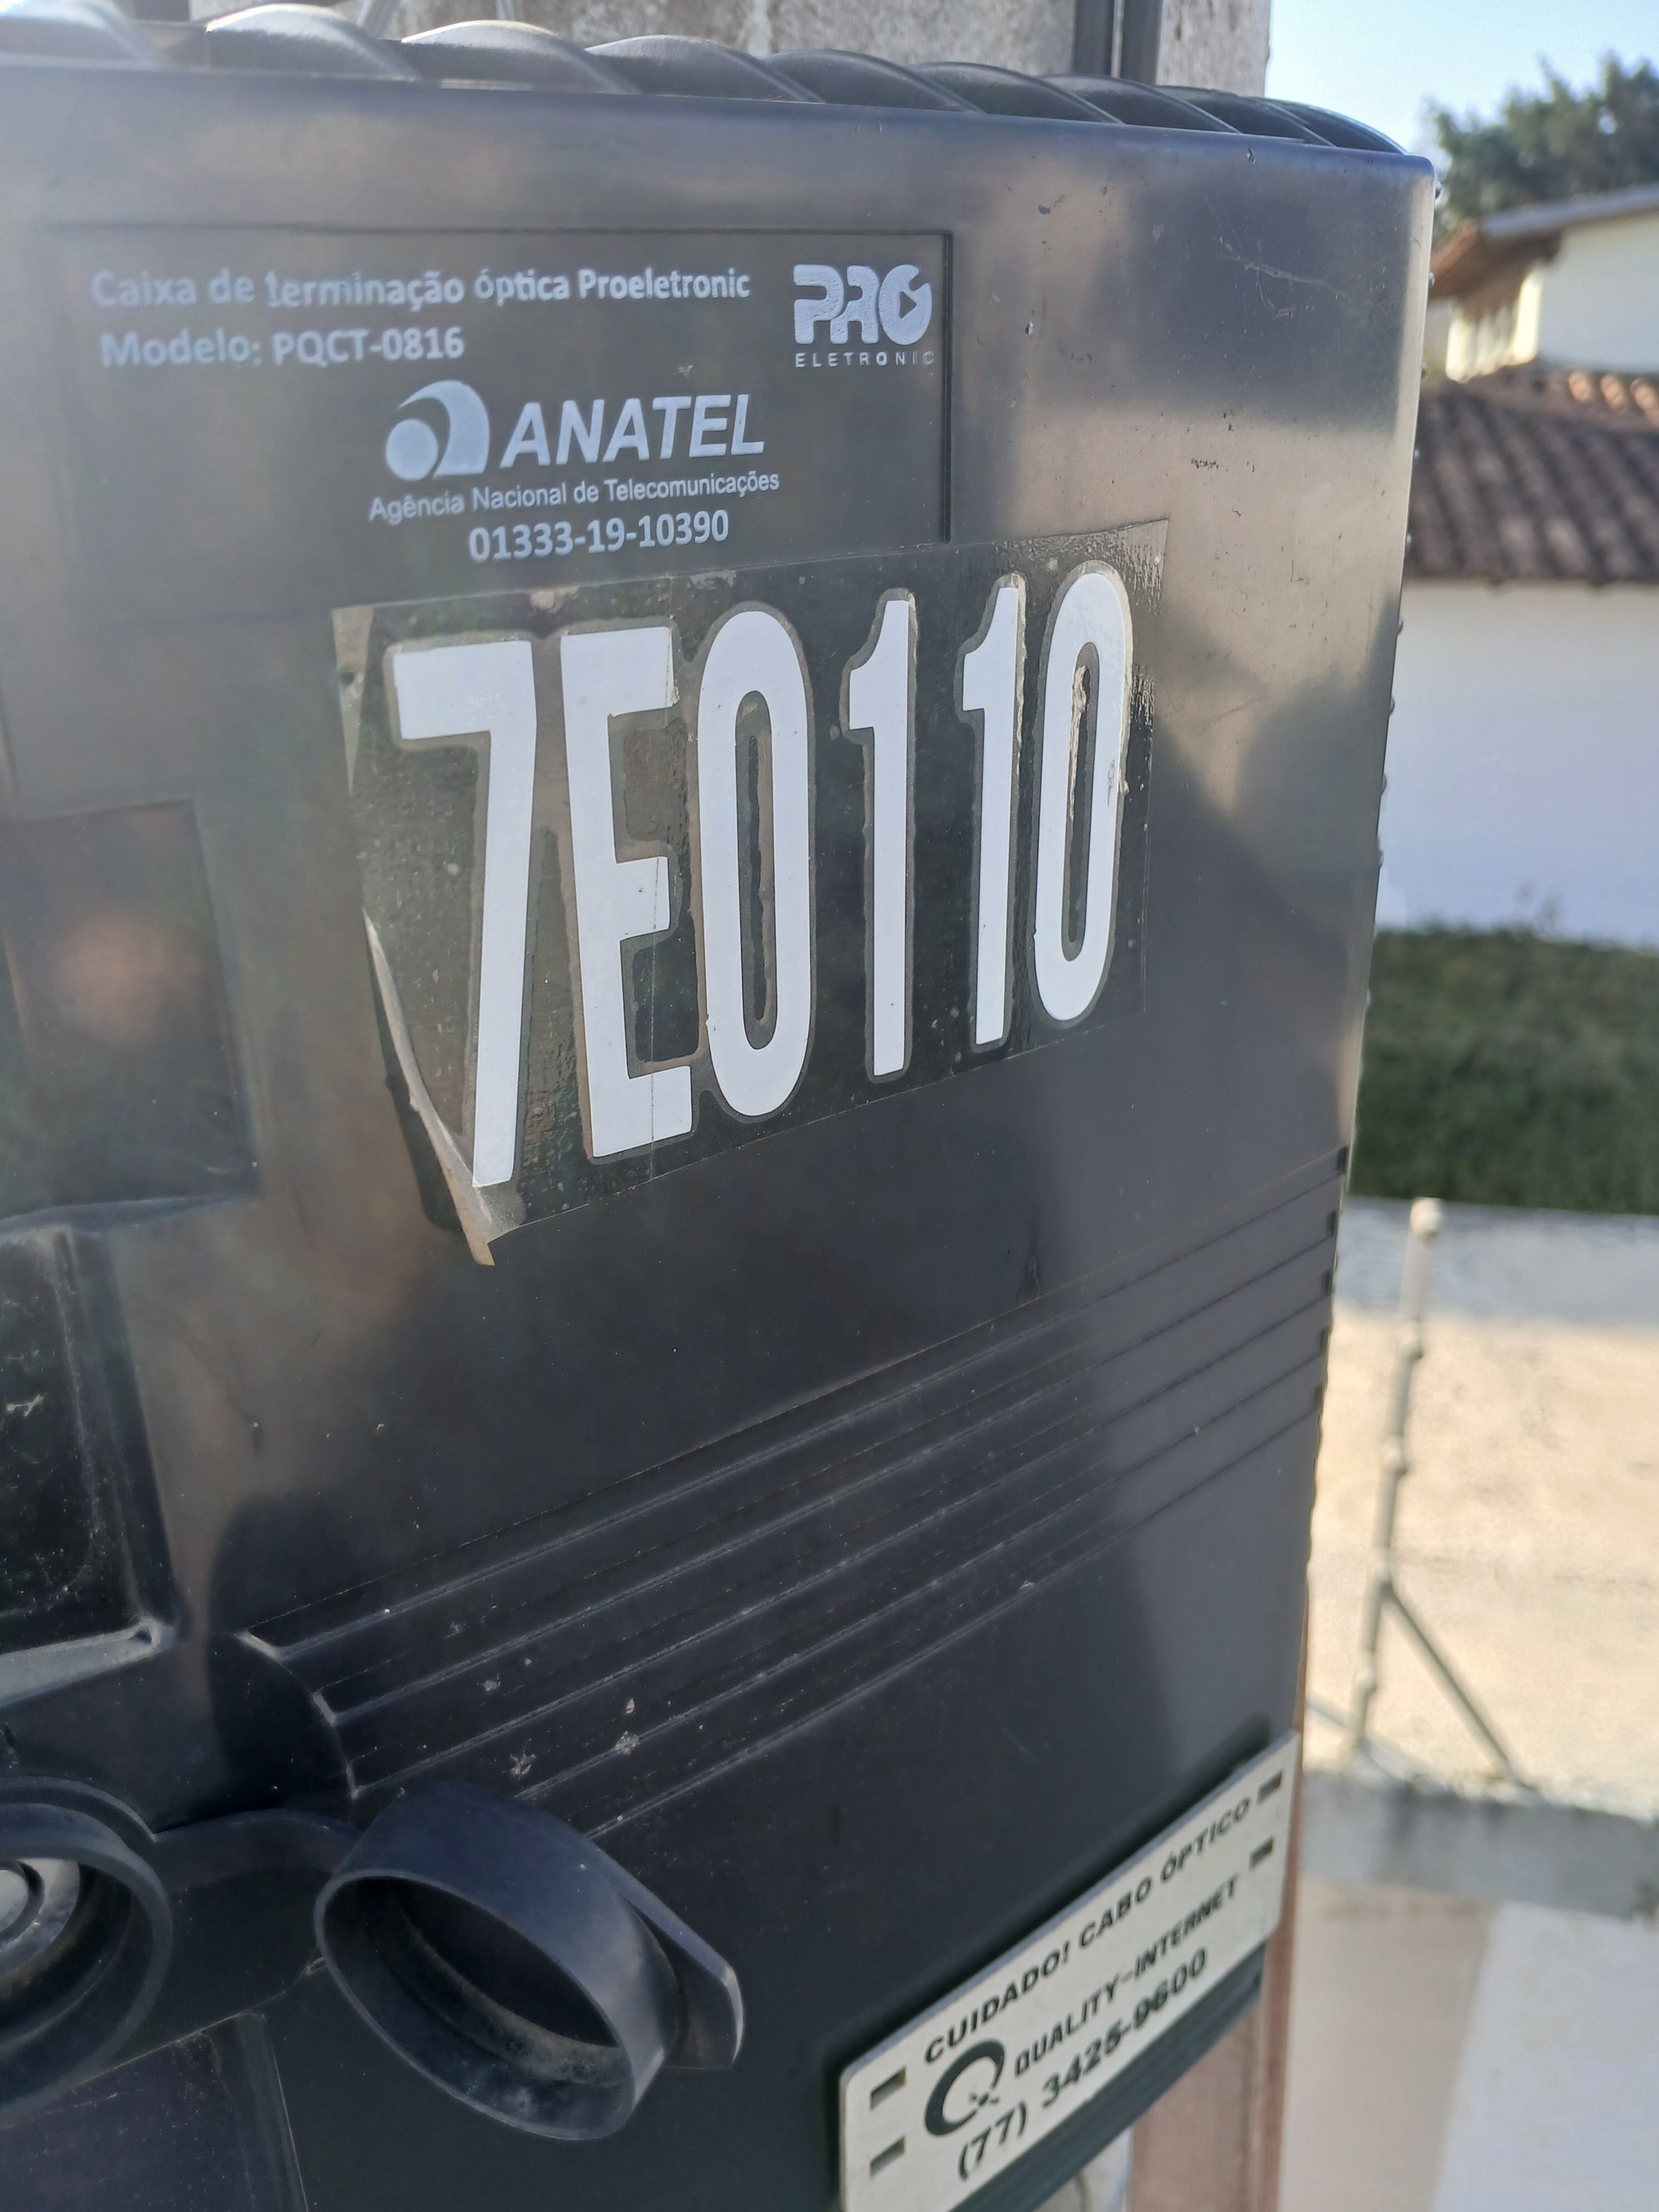 Caixa de terminação óptica Proeletronic
Modelo: PQCT-0816
PRO
ELETRONIC
ANATEL
Agência Nacional de Telecomunicações
01333-19-10390
7E0110
CUIDADO! CABO ÓPTICO
QUALITY-INTERNET
(77) 3425-9600